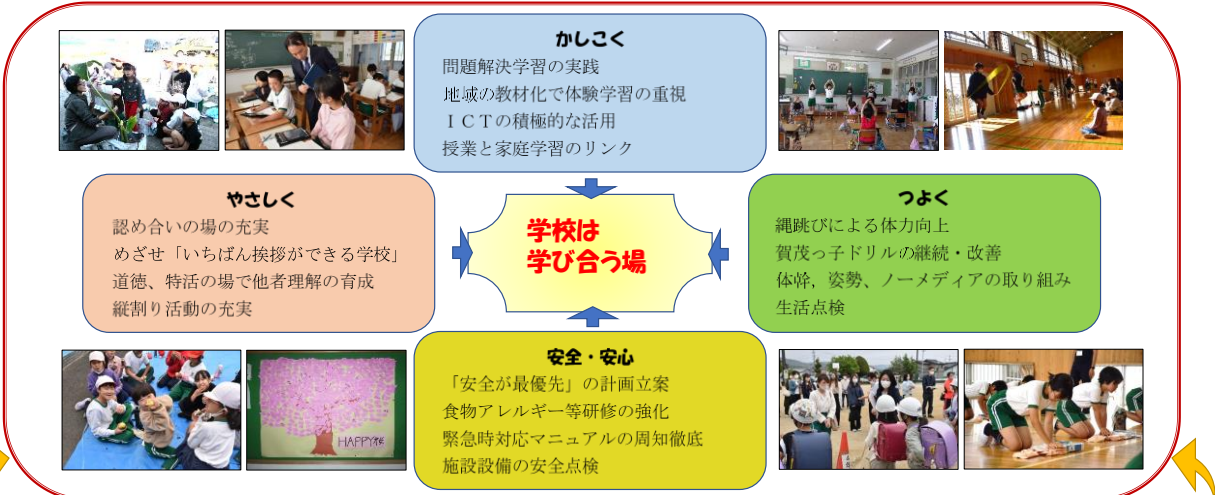 かしこく
問題解決学習の実践
地域の教材化で体験学習の重視
ＩＣＴの積極的な活用
授業と家庭学習のリンク
やさしく
認め合いの場の充実
めざせ「いちばん挨拶ができる学校」
道徳、特活の場で他者理解の育成
縦割り活動の充実
学校は
学び合う場
つよく
縄跳びによる体力向上
賀茂っ子ドリルの継続・改善
体幹，姿勢、ノーメディアの取り組み
生活点検
安全・安心
「安全が最優先」の計画立案
食物アレルギー等研修の強化
緊急時対応マニュアルの周知徹底
施設設備の安全点検
HAPPY桜